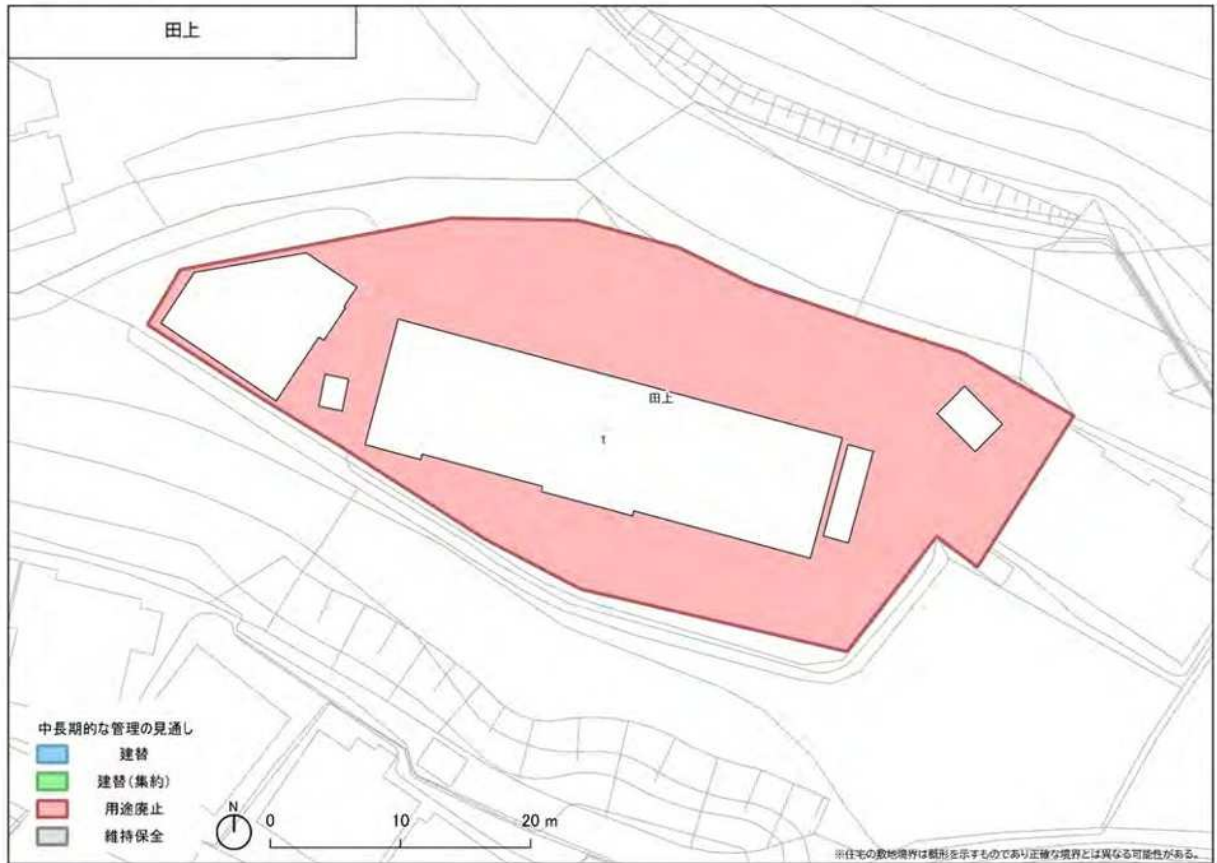 田上
田上
1
中長期的な管理の見通し
建替
建替(集約)
用途廃止
維持保全
N
0 10 20 m
※住宅の敷地境界は概形を示すものであり正確な境界とは異なる可能性がある。